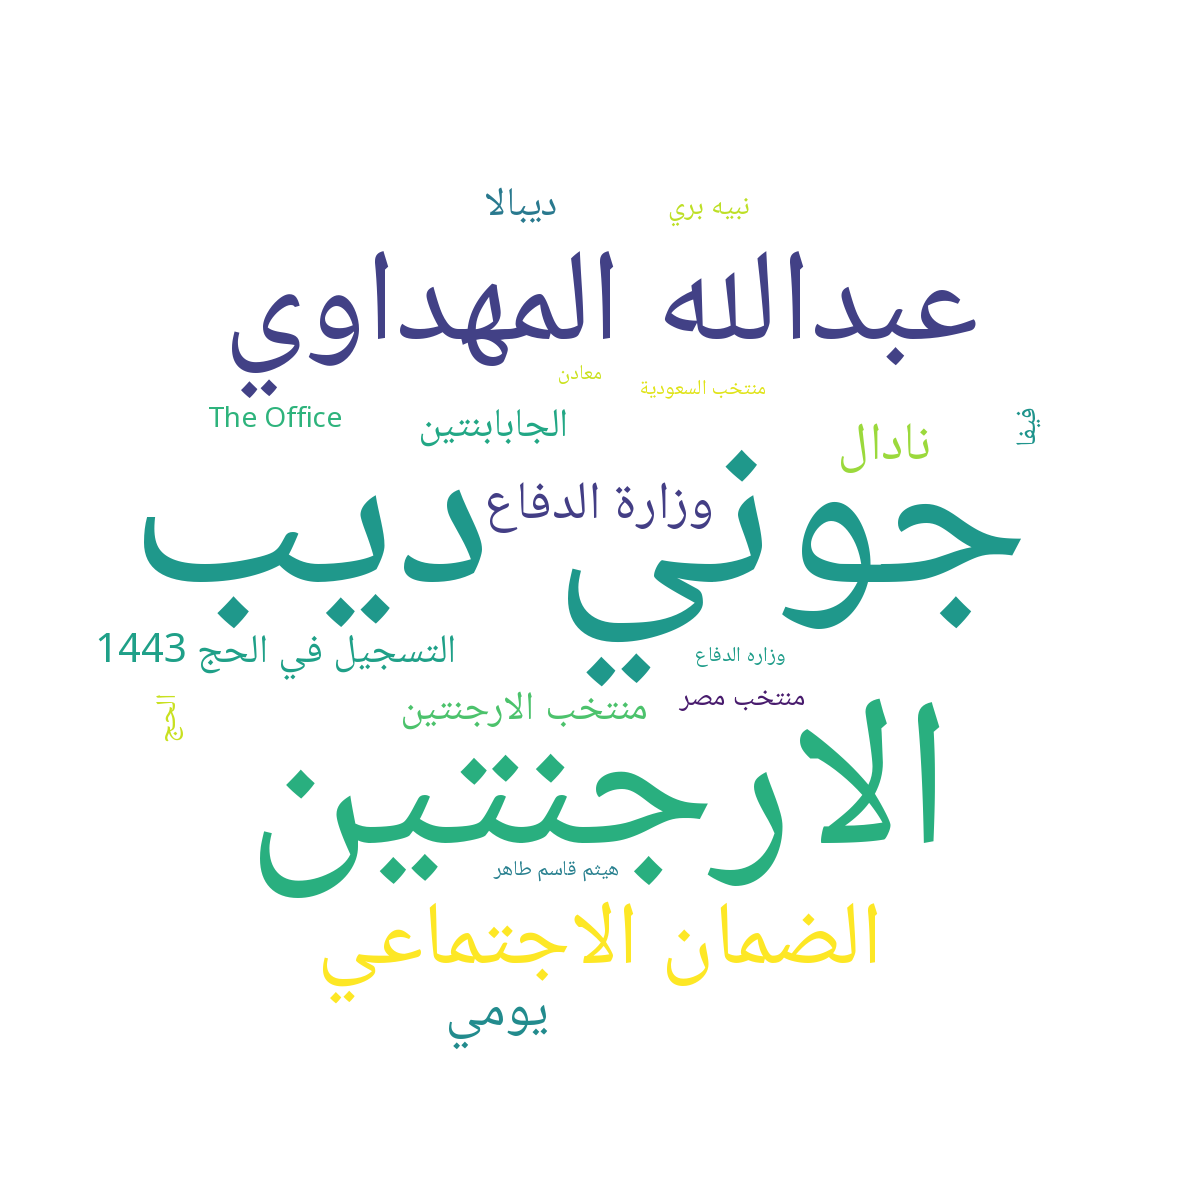 نبيه بري
ديبالا
عبدالله المهداوي
معادن
منتخب السعودية
فيفا
نادال
الجابابنتين
The Office
وزارة الدفاع
جوني ديب
التسجيل في الحج 1443
وزاره الدفاع
منتخب مصر
منتخب الارجنتين
الحج
الارجنتين
هيثم قاسم طاهر
الضمان الاجتماعي
يومي